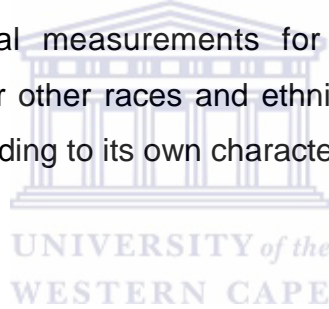 al measurements for
r other races and ethni
ding to its own characte
UNIVERSITY of the
WESTERN CAPE